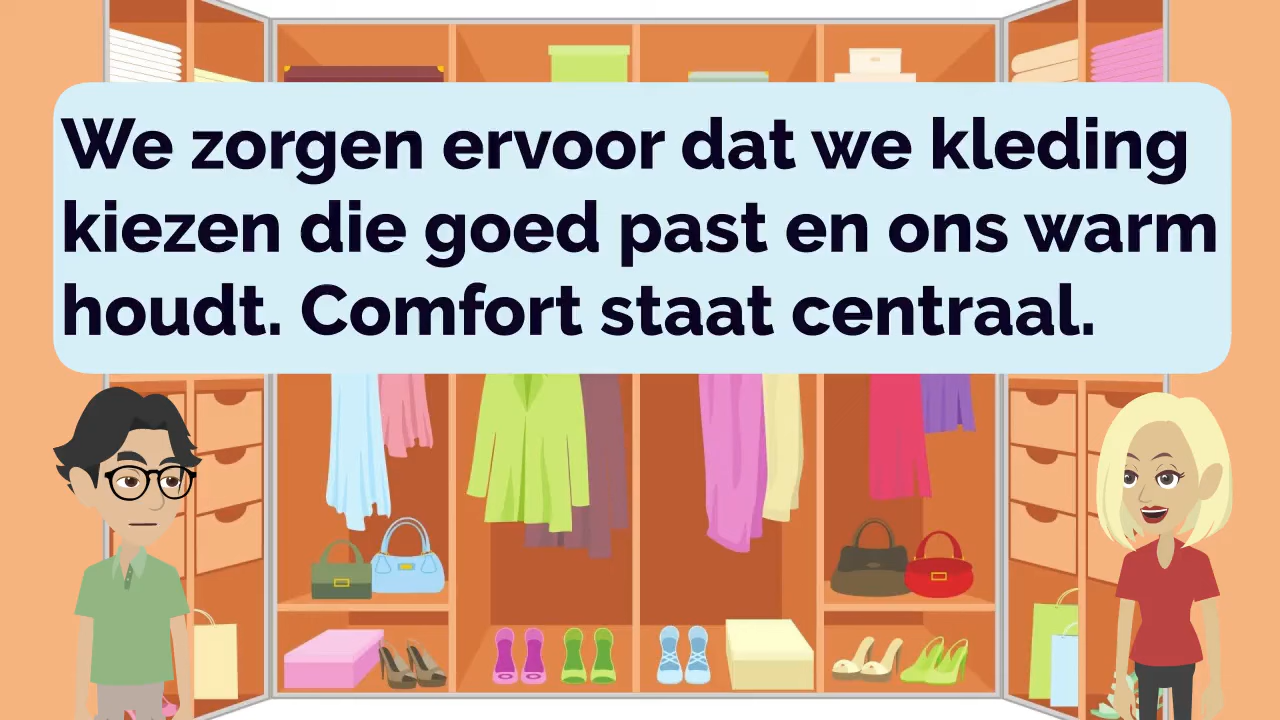 We zorgen ervoor dat we kleding
kiezen die goed past en ons warm
houdt. Comfort staat centraal.